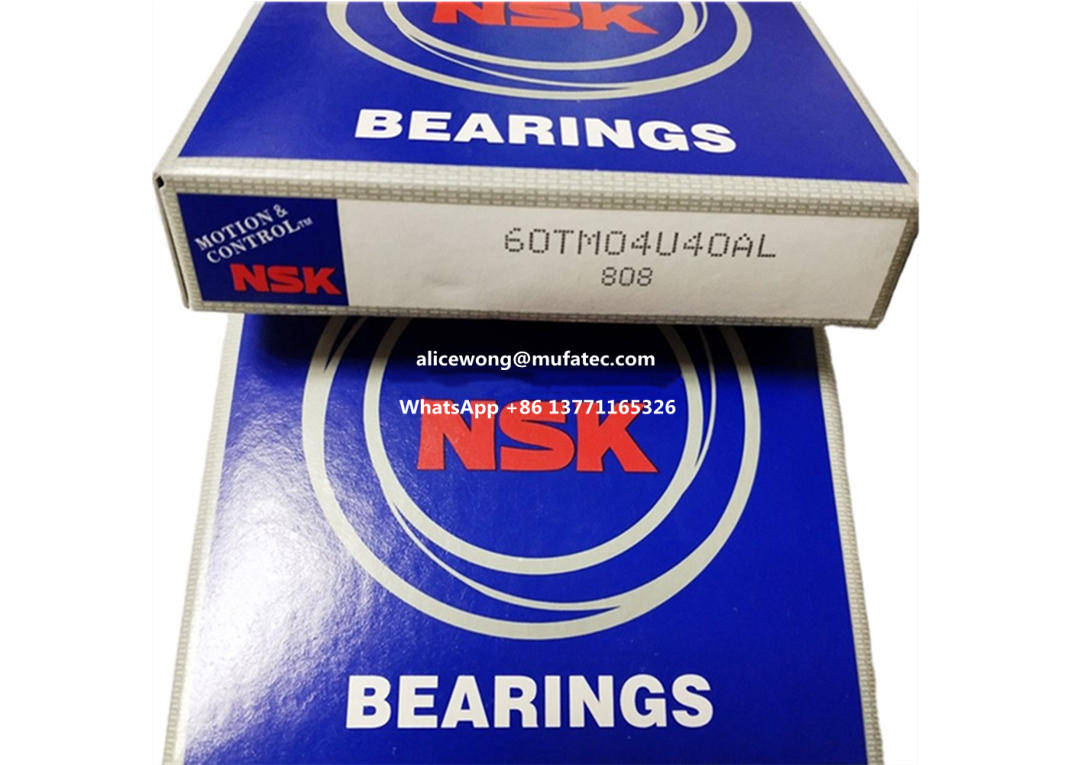 NSK
BEARINGS
MOTION &
CONTROL™
NSK
60TM04U40AL
808
alicewong@mufatec.com
WhatsApp +86 13771165326
NSK
BEARINGS